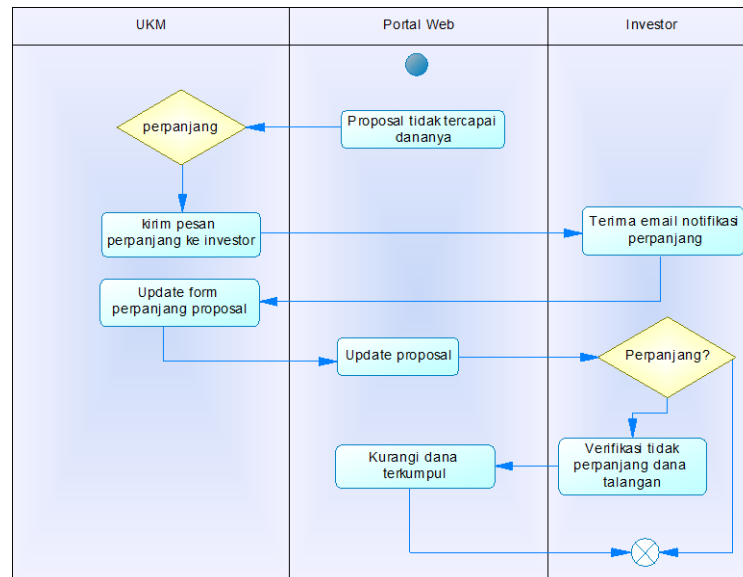 UKM
Portal Web
Investor
perpanjang
Proposal tidak tercapai
dananya
kirim pesan
perpanjang ke investor
Terima email notifikasi
perpanjang
Update form
perpanjang proposal
Update proposal
Perpanjang?
Verifikasi tidak
perpanjang dana
talangan
Kurangi dana
terkumpul